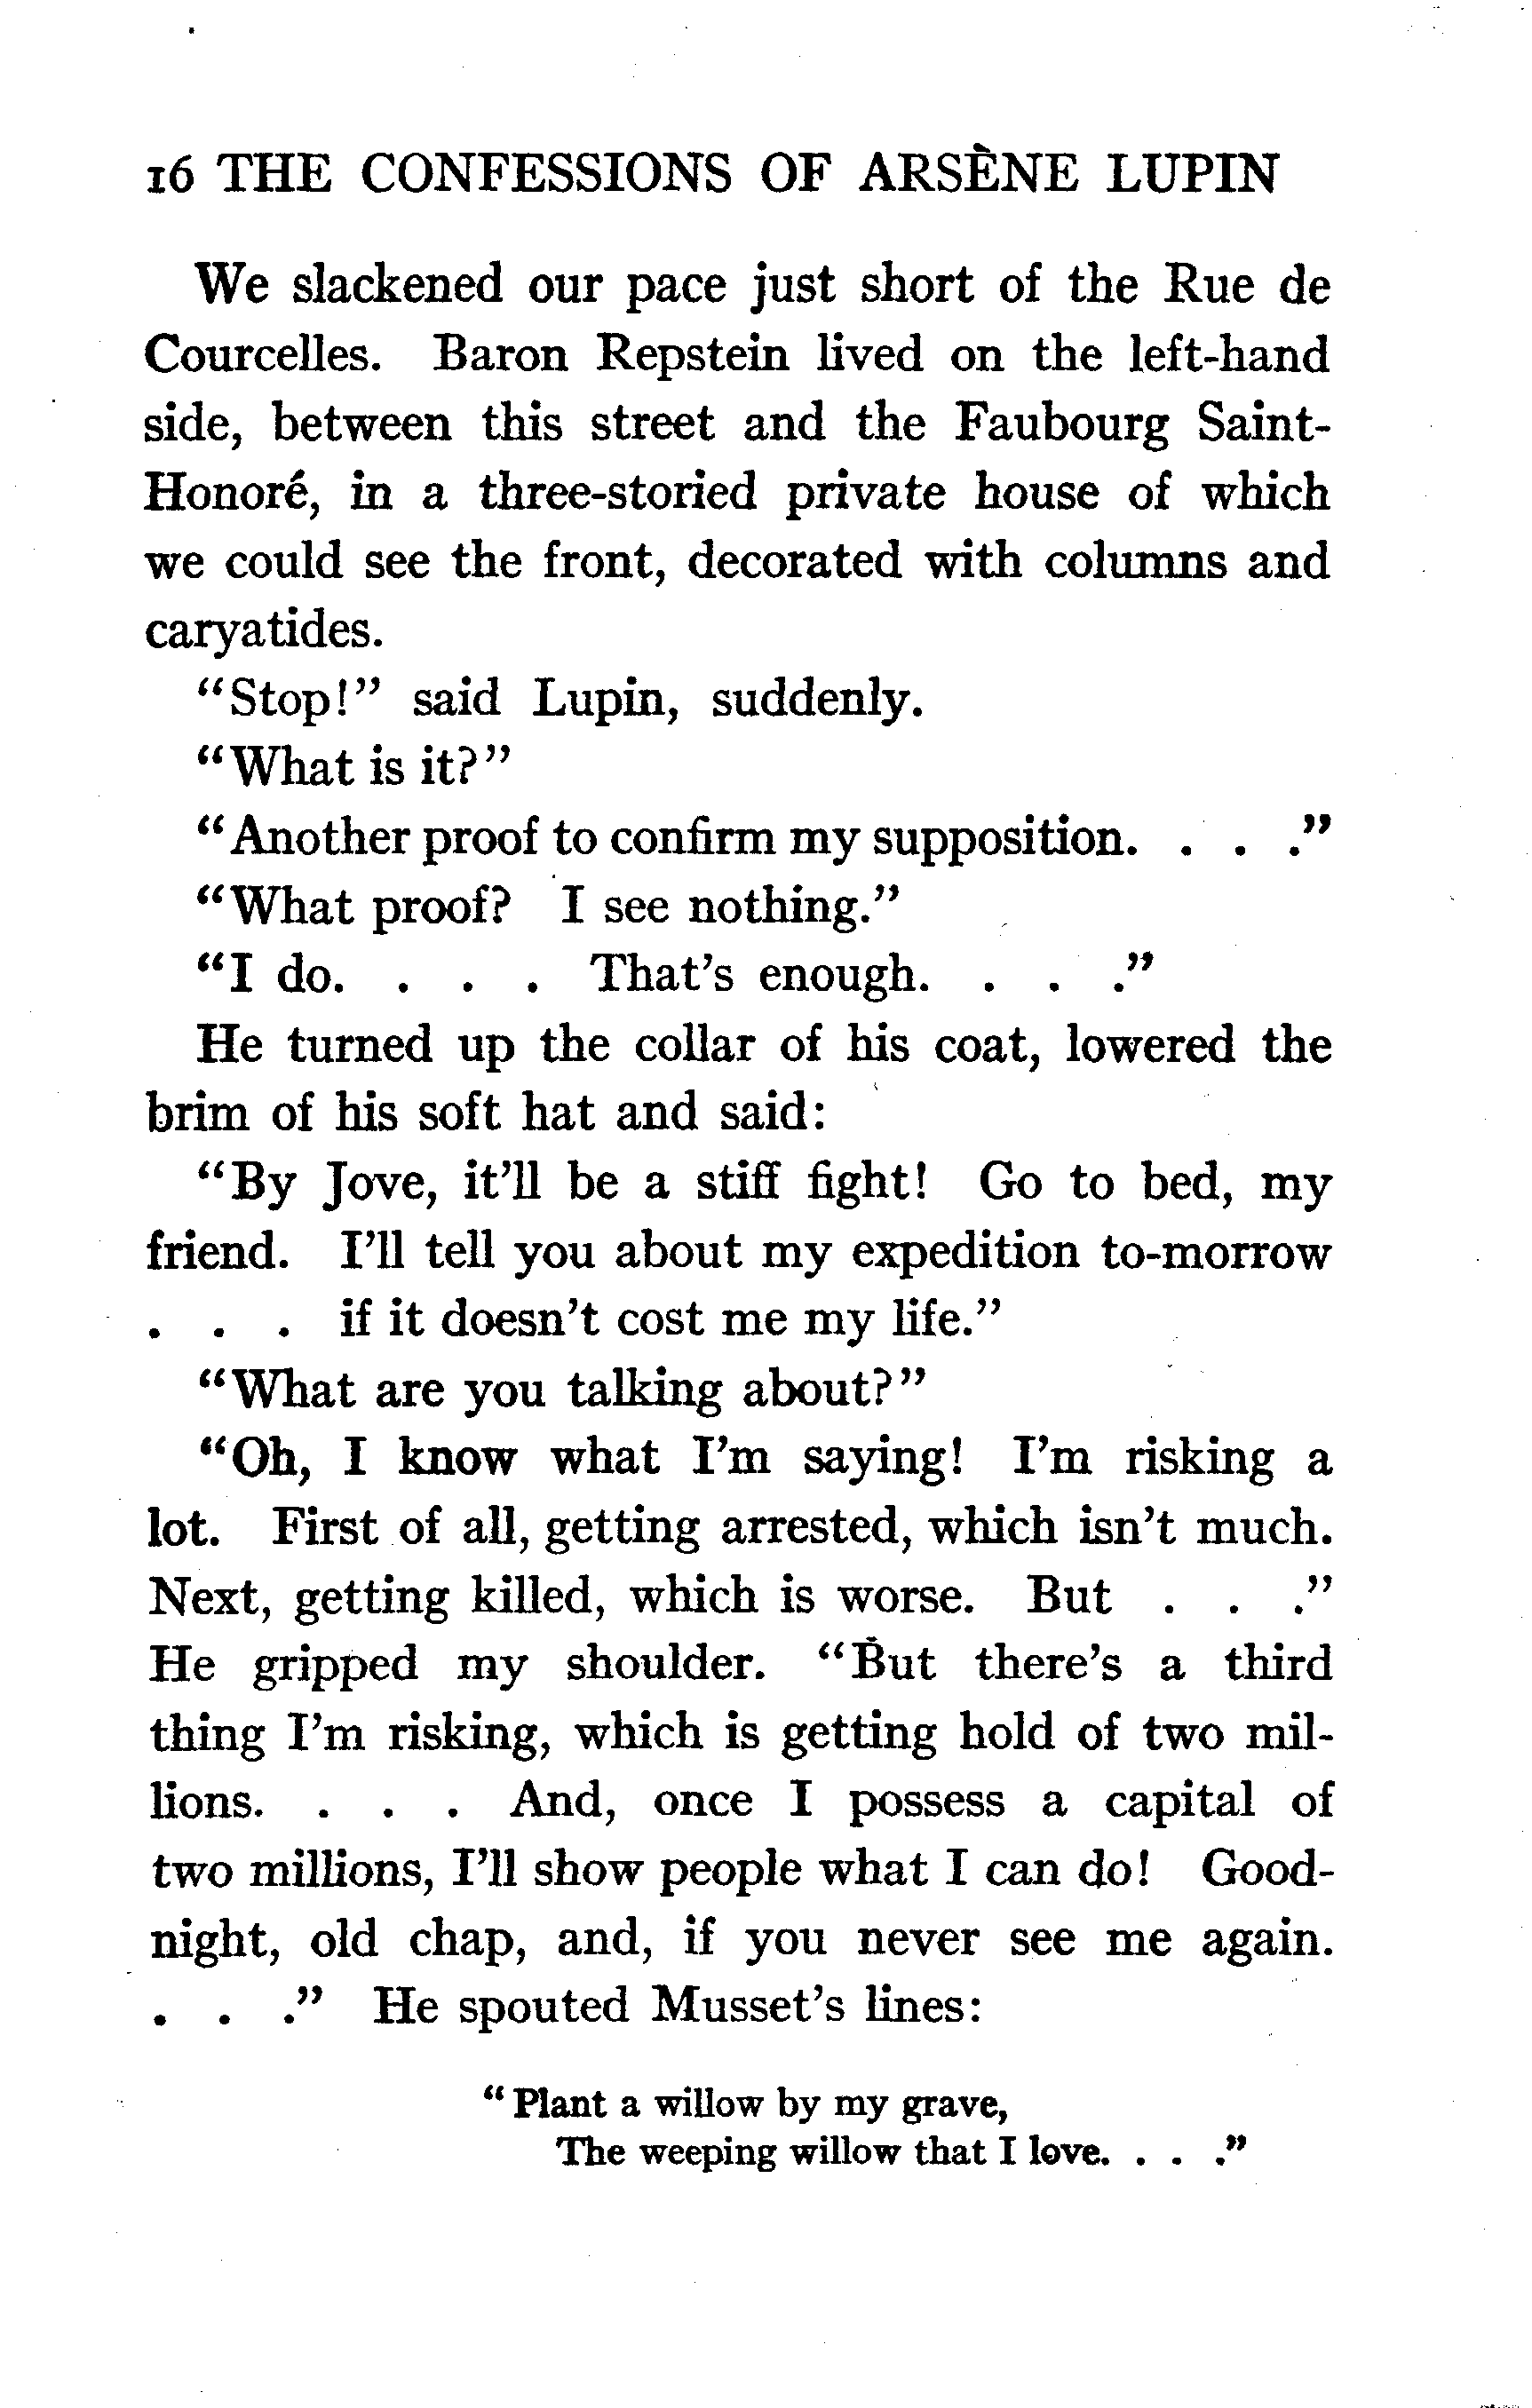 16 THE CONFESSIONS OF ARSÈNE LUPIN
We slackened our pace just short of the Rue de
Courcelles. Baron Repstein lived on the left-hand
side, between this street and the Faubourg Saint-
Honoré, in a three-storied private house of which
we could see the front, decorated with columns and
caryatides.
"Stop!" said Lupin, suddenly.
"What is it?"
"Another proof to confirm my supposition. . . ."
"What proof? I see nothing."
"I do. . . . That's enough. . . ."
He turned up the collar of his coat, lowered the
brim of his soft hat and said:
"By Jove, it'll be a stiff fight! Go to bed, my
friend. I'll tell you about my expedition to-morrow
. . . if it doesn't cost me my life."
"What are you talking about?"
"Oh, I know what I'm saying! I'm risking a
lot. First of all, getting arrested, which isn't much.
Next, getting killed, which is worse. But . . ."
He gripped my shoulder. "But there's a third
thing I'm risking, which is getting hold of two mil-
lions. . . . And, once I possess a capital of
two millions, I'll show people what I can do! Good-
night, old chap, and, if you never see me again.
. . ." He spouted Musset's lines:
"Plant a willow by my grave,
The weeping willow that I love. . . ."